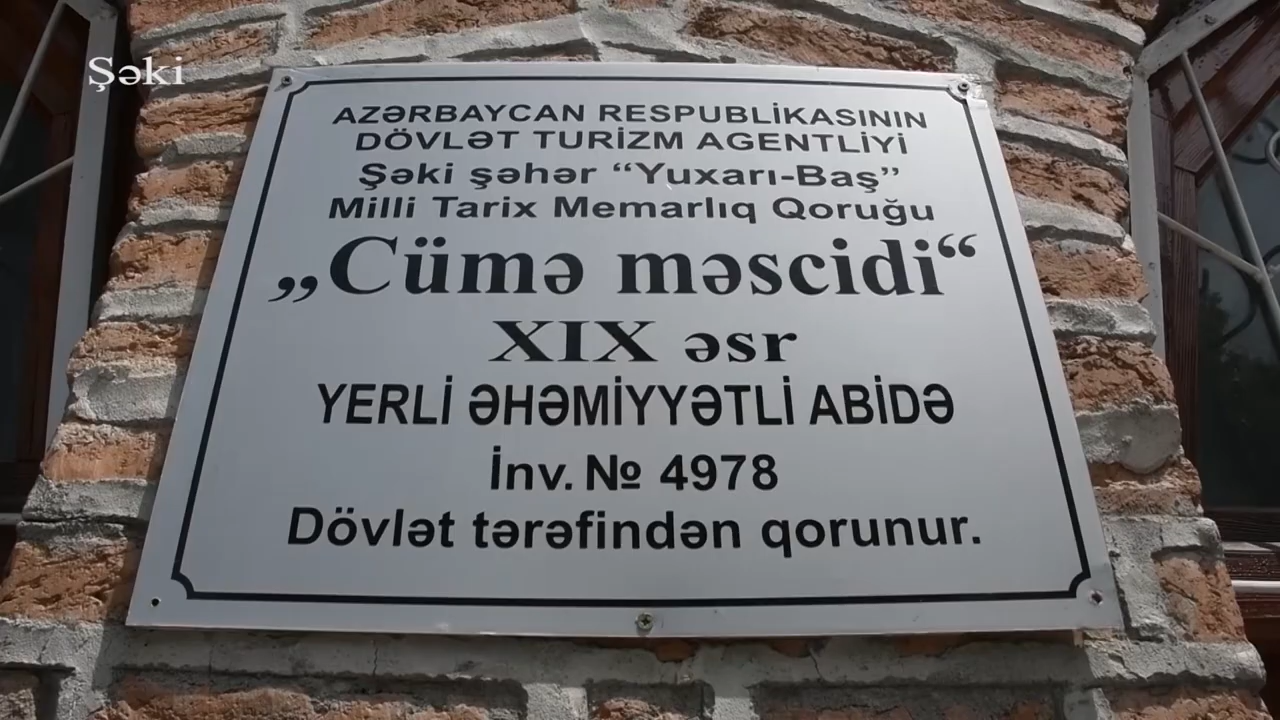 Şəki
AZƏRBAYCAN RESPUBLİKASININ
DÖVLƏT TURİZM AGENTLİYİ
Şəki şəhər “Yuxarı-Baş”
Milli Tarix Memarlıq Qoruğu
„Cümə məscidi“
XIX əsr
YERLİ ƏHƏMİYYƏTLİ ABİDƏ
İnv. № 4978
Dövlət tərəfindən qorunur.